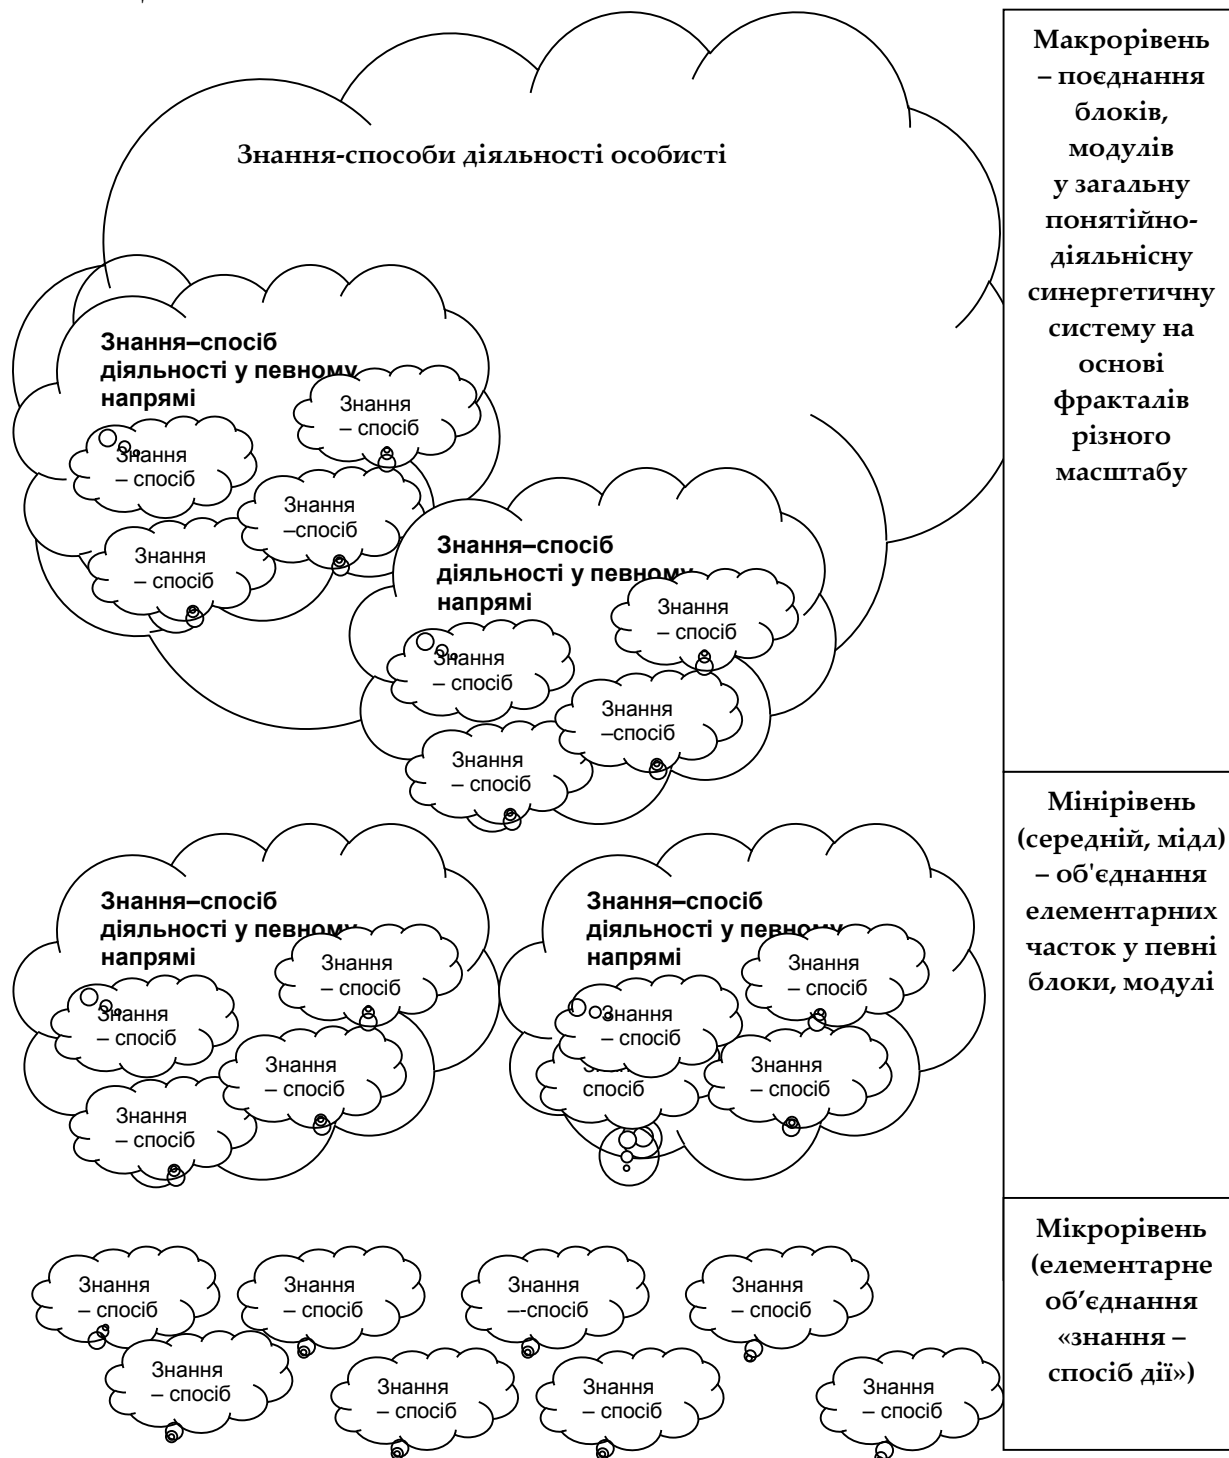 Знання-способи діяльності особисті
Знання–спосіб
діяльності у певному
напрямі
Знання
– спосіб
Знання
– спосіб
Знання
–спосіб
Знання
– спосіб
Знання–спосіб
діяльності у певному
напрямі
Знання
– спосіб
Знання
– спосіб
Знання
–спосіб
Знання
– спосіб
Макрорівень
– поєднання
блоків,
модулів
у загальну
понятійно-
діяльнісну
синергетичну
систему на
основі
фракталів
різного
масштабу
Знання–спосіб
діяльності у певному
напрямі
Знання
– спосіб
Знання
– спосіб
Знання
– спосіб
Знання
– спосіб
Знання–спосіб
діяльності у певному
напрямі
Знання
– спосіб
Знання
– спосіб
Знання
– спосіб
спосіб
Мінірівень
(середній, мідл)
– об'єднання
елементарних
часток у певні
блоки, модулі
Знання
– спосіб
Знання
– спосіб
Знання
–-спосіб
Знання
– спосіб
Знання
– спосіб
Знання
– спосіб
Знання
– спосіб
Знання
– спосіб
Мікрорівень
(елементарне
об’єднання
«знання –
спосіб дії»)